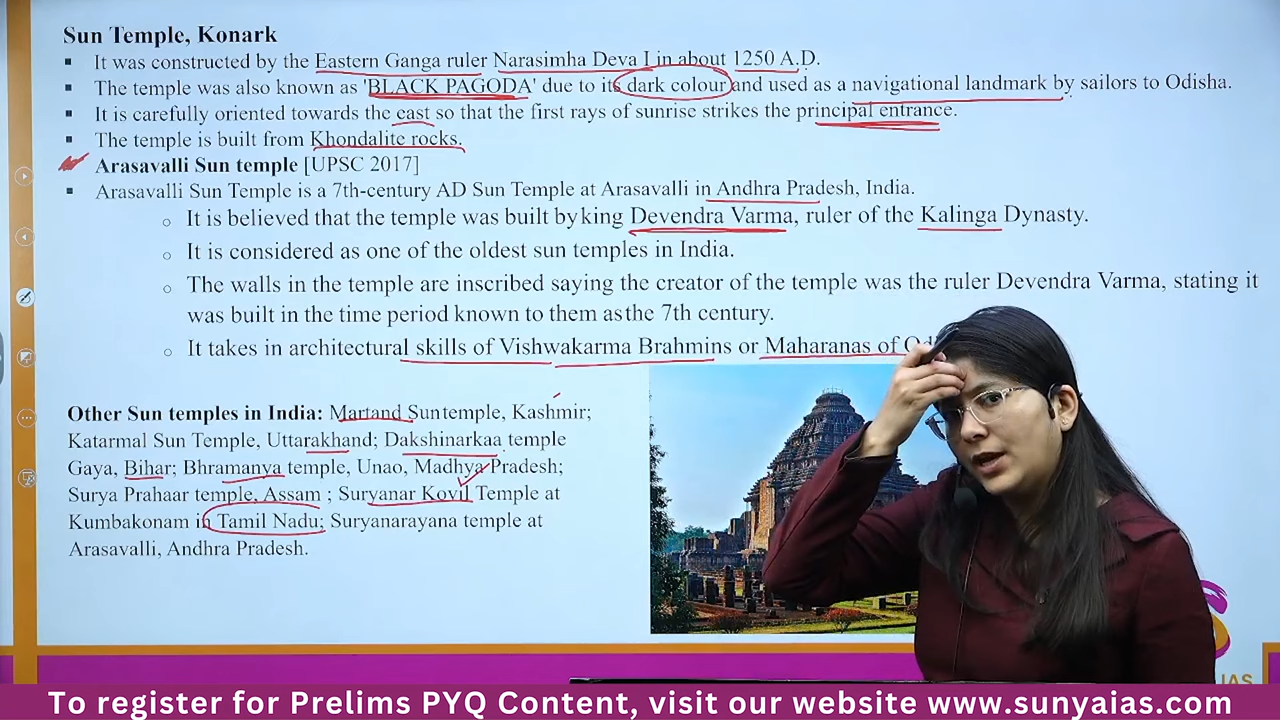 Sun Temple, Konark
▪ It was constructed by the Eastern Ganga ruler Narasimha Deva I in about 1250 A.D.
▪ The temple was also known as 'BLACK PAGODA' due to its dark colour and used as a navigational landmark by sailors to Odisha.
▪ It is carefully oriented towards the east so that the first rays of sunrise strikes the principal entrance.
▪ The temple is built from Khondalite rocks.
Arasavalli Sun temple [UPSC 2017]
▪ Arasavalli Sun Temple is a 7th-century AD Sun Temple at Arasavalli in Andhra Pradesh, India.
o It is believed that the temple was built by king Devendra Varma, ruler of the Kalinga Dynasty.
o It is considered as one of the oldest sun temples in India.
o The walls in the temple are inscribed saying the creator of the temple was the ruler Devendra Varma, stating it
was built in the time period known to them as the 7th century.
o It takes in architectural skills of Vishwakarma Brahmins or Maharanas of Od
Other Sun temples in India: Martand Sun temple, Kashmir;
Katarmal Sun Temple, Uttarakhand; Dakshinarkaa temple
Gaya, Bihar; Bhramanya temple, Unao, Madhya Pradesh;
Surya Prahaar temple, Assam ; Suryanar Kovil Temple at
Kumbakonam in Tamil Nadu; Suryanarayana temple at
Arasavalli, Andhra Pradesh.
IAS
To register for Prelims PYQ Content, visit our website www.sunyaias.com